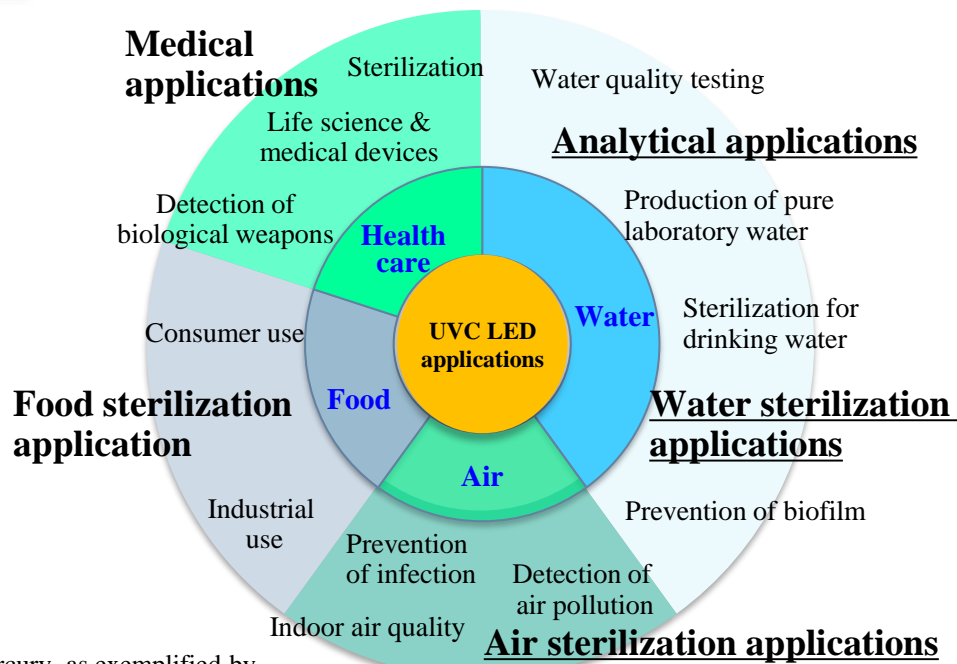 Medical
applications
Sterilization
Life science &
medical devices
Detection of
biological weapons
Health
care
Water quality testing
Analytical applications
Production of pure
laboratory water
Water
Sterilization for
drinking water
Water sterilization
applications
Prevention of biofilm
UVC LED
applications
Consumer use
Food
Food sterilization
application
Industrial
use
Air
Prevention
of infection
Detection of
air pollution
Indoor air quality
Air sterilization applications
as exemplified by